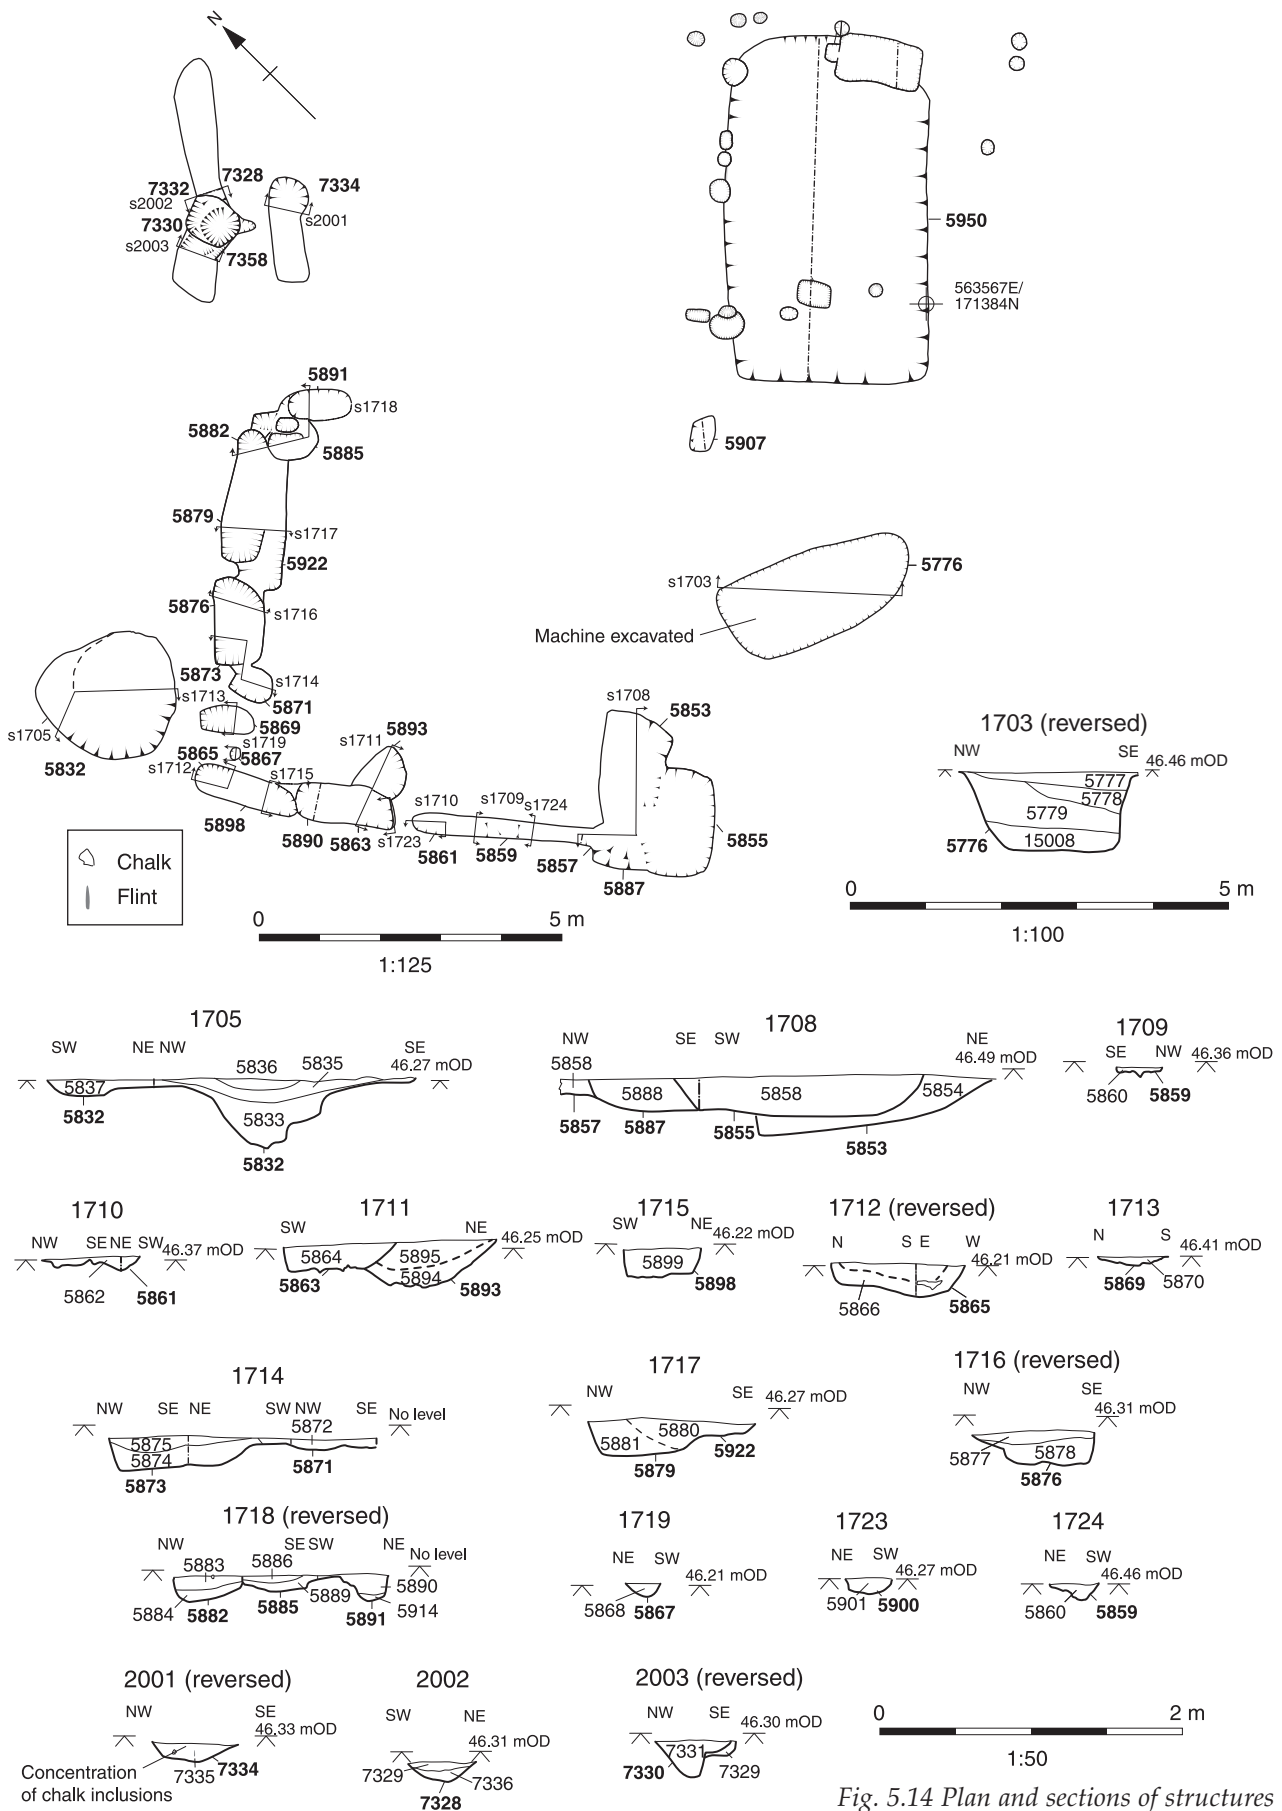 N
7328
7332
7334
s2002
s2001
7330
s2003
7358
5950
563567E/
171384N
5891
s1718
5882
5885
5907
5879
s1717
5922
5776
s1703
5876
s1716
Machine excavated
5873
s1714
s1713
5871
s1708
5853
5869
5893
s1705
s1719
s1711
5865
5867
5832
s1712
s1715
s1710
s1709
s1724
5898
5890
5863
s1723
5861
5859
5857
5855
5887
Chalk
Flint
0 5 m
1:125
1703 (reversed)
NW SE
46.46 mOD
5777
5778
5779
5776
15008
0 5 m
1:100
1705
SW NE NW SE
46.27 mOD
5836 5835
5837
5833
5832
5832
1708
NW SE SW NE
46.49 mOD
5858
5888 5858 5854
5857 5887 5855 5853
1709
SE NW
46.36 mOD
5860 5859
1710
NW SE NE SW
46.37 mOD
5862 5861
1711
SW NE
46.25 mOD
5864 5895
5894
5863 5893
1715
SW NE
46.22 mOD
5899
5898
1712 (reversed)
N S E W
46.21 mOD
5866 5865
1713
N S
46.41 mOD
5869 5870
1714
NW SE NE SW NW SE
No level
5872
5875
5874
5873 5871
1717
NW SE
46.27 mOD
5880
5881
5922
5879
1716 (reversed)
NW SE
46.31 mOD
5877 5878
5876
1718 (reversed)
NW SE SW NE
No level
5883 5886
5890
5884 5882 5885 5889 5891 5914
1719
NE SW
46.21 mOD
5868 5867
1723
NE SW
46.27 mOD
5901 5900
1724
NE SW
46.46 mOD
5860 5859
2001 (reversed)
NW SE
46.33 mOD
Concentration
of chalk inclusions
7335 7334
2002
SW NE
46.31 mOD
7329 7336
7328
2003 (reversed)
NW SE
46.30 mOD
7331
7330 7329
0 2 m
1:50
Fig. 5.14 Plan and sections of structures